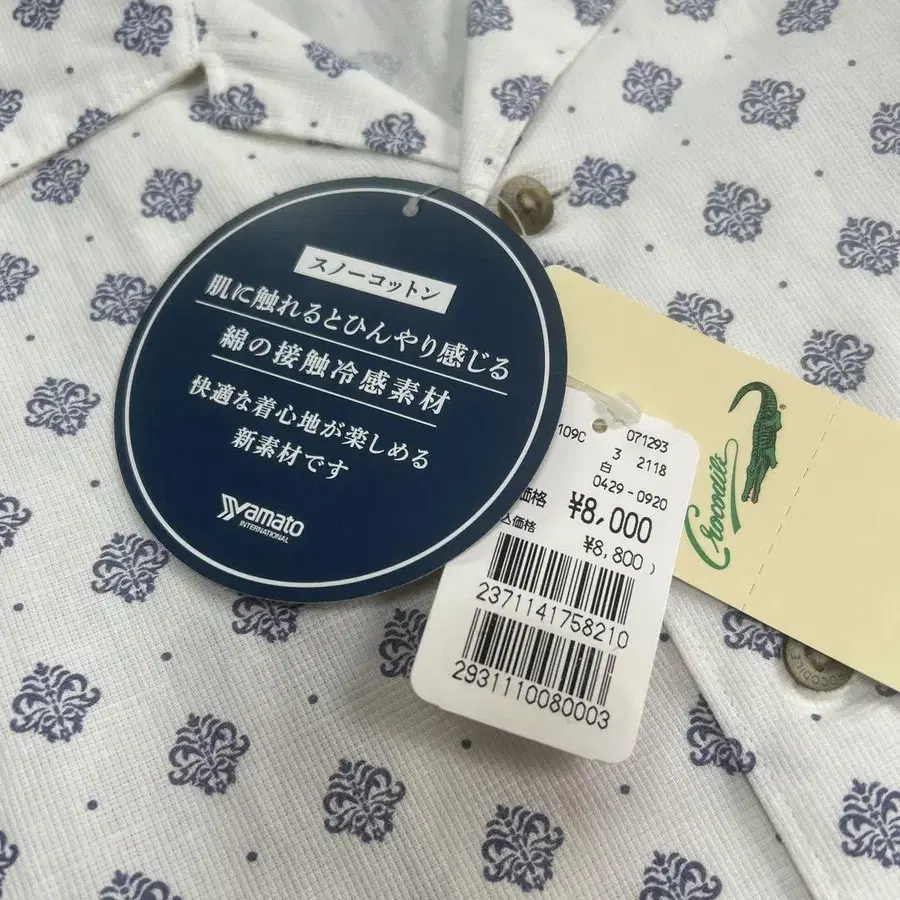 スノーコットン
肌に触れるとひんやり感じる
綿の接触冷感素材
快適な着心地が楽しめる
新素材です
yamato
INTERNATIONAL
109C 071293
3 2118
白
0429-0920
価格 ¥8,000
込価格
¥8,800)
2371141758210
2931110080003
Crocodile
CROCODILE